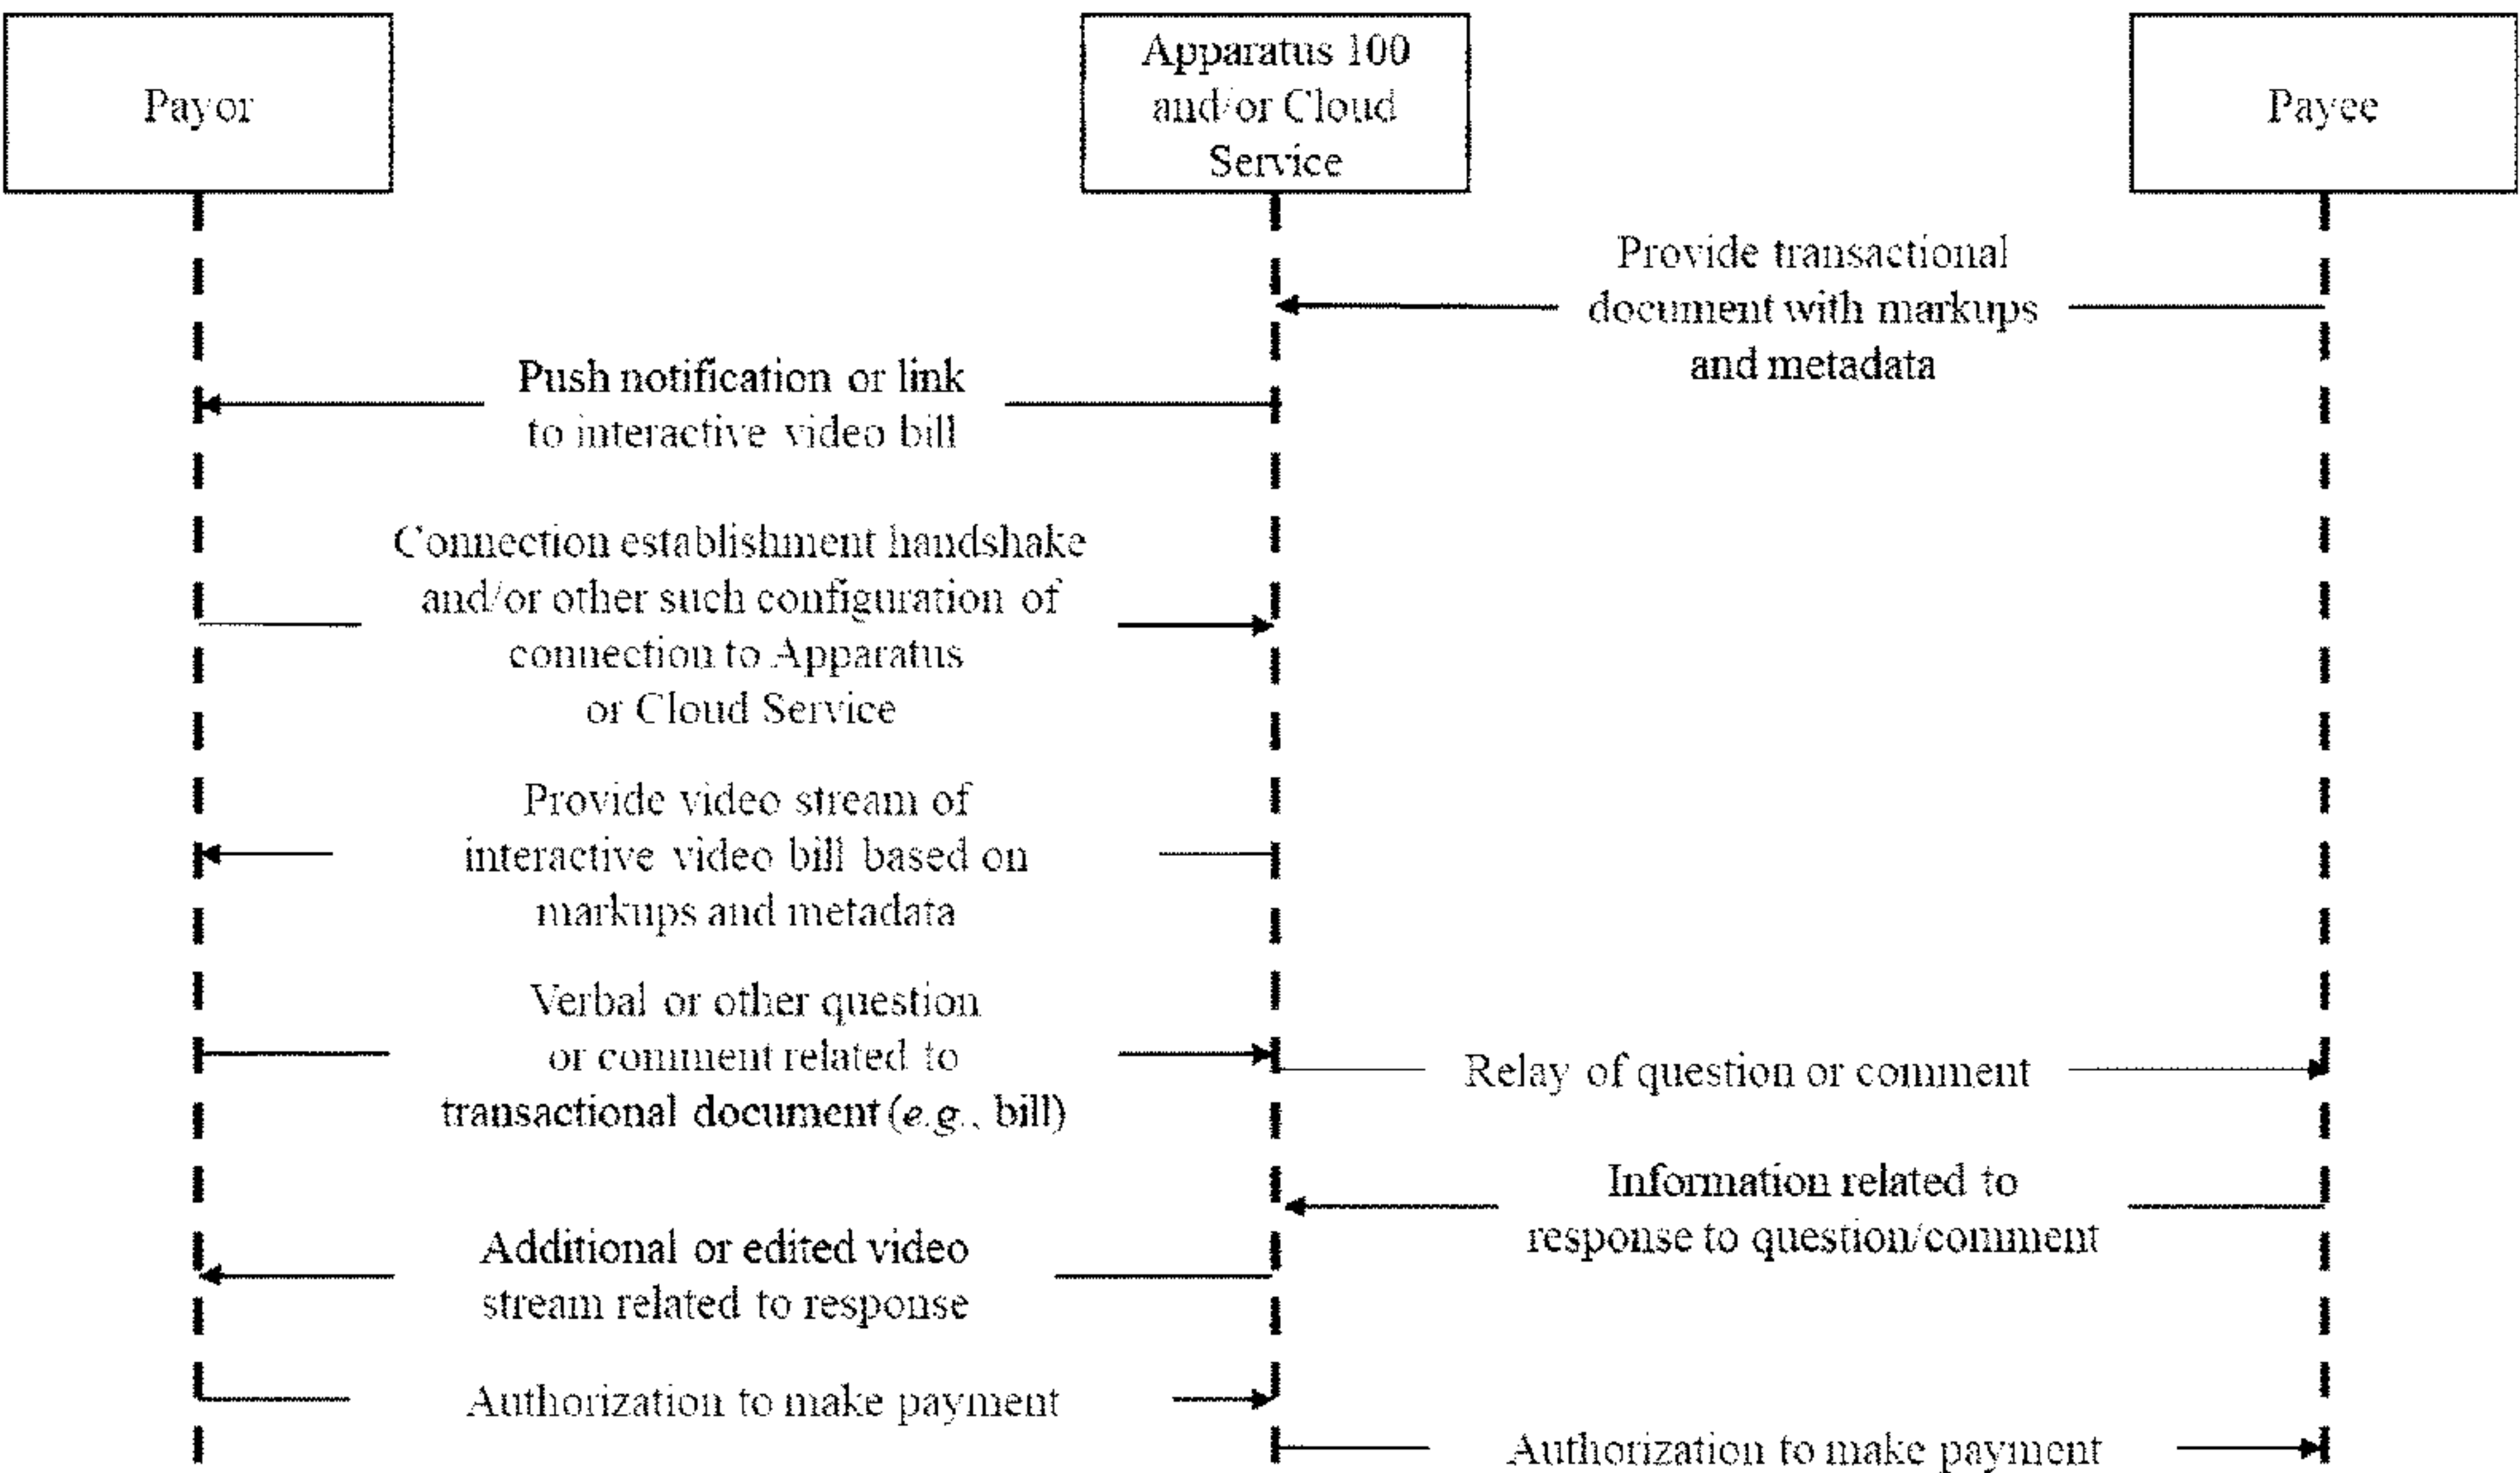 Payor
Apparatus 100
and/or Cloud
Service
Payee
Provide transactional
document with markups
and metadata
Push notification or link
to interactive video bill
Connection establishment handshake
and/or other such configuration of
connection to Apparatus
or Cloud Service
Provide video stream of
interactive video bill based on
markups and metadata
Verbal or other question
or comment related to
transactional document (e.g., bill)
Relay of question or comment
Information related to
response to question/comment
Additional or edited video
stream related to response
Authorization to make payment
Authorization to make payment